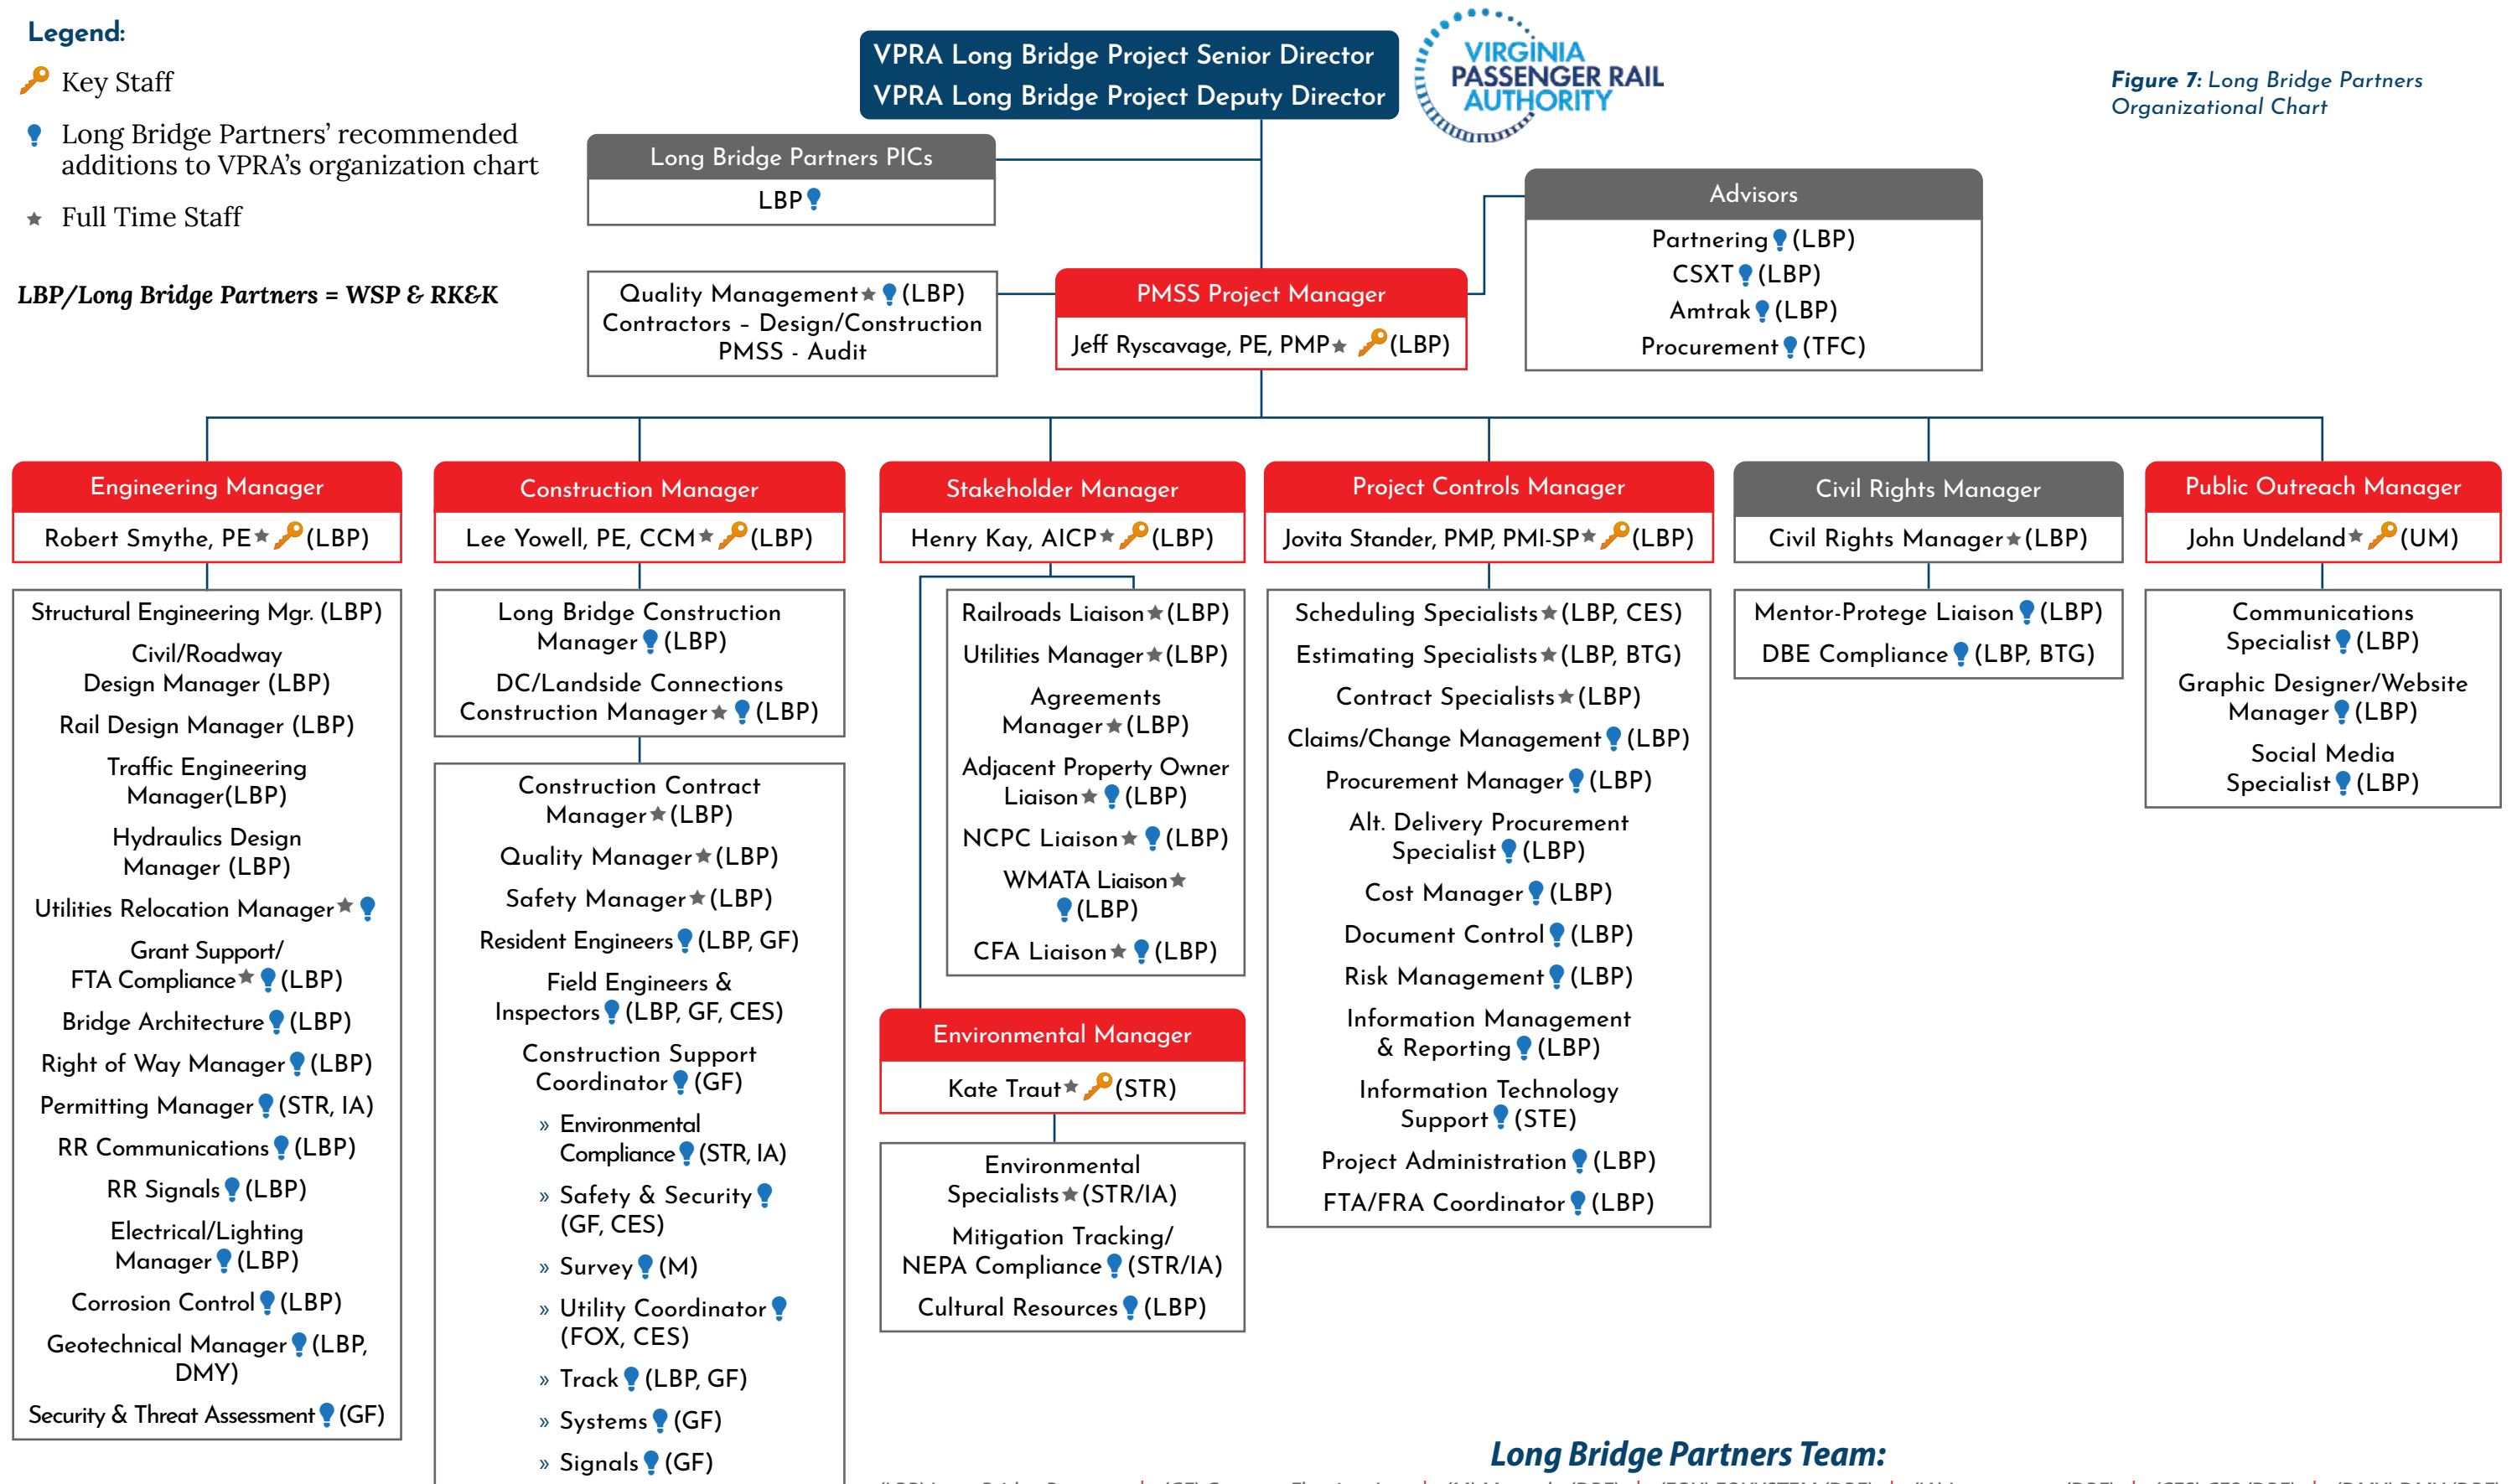 Legend:
Key Staff
Long Bridge Partners’ recommended
additions to VPRA’s organization chart
Full Time Staff
LBP/Long Bridge Partners = WSP & RK&K
VPRA Long Bridge Project Senior Director
VPRA Long Bridge Project Deputy Director
VIRGINIA
PASSENGER RAIL
AUTHORITY
Figure 7: Long Bridge Partners
Organizational Chart
Long Bridge Partners PICs
LBP
Advisors
Partnering (LBP)
CSXT (LBP)
Amtrak (LBP)
Procurement (TFC)
Quality Management (LBP)
Contractors – Design/Construction
PMSS - Audit
PMSS Project Manager
Jeff Ryscavage, PE, PMP (LBP)
Engineering Manager
Robert Smythe, PE (LBP)
Structural Engineering Mgr. (LBP)
Civil/Roadway
Design Manager (LBP)
Rail Design Manager (LBP)
Traffic Engineering
Manager(LBP)
Hydraulics Design
Manager (LBP)
Utilities Relocation Manager
Grant Support/
FTA Compliance (LBP)
Bridge Architecture (LBP)
Right of Way Manager (LBP)
Permitting Manager (STR, IA)
RR Communications (LBP)
RR Signals (LBP)
Electrical/Lighting
Manager (LBP)
Corrosion Control (LBP)
Geotechnical Manager (LBP,
DMY)
Security & Threat Assessment (GF)
Construction Manager
Lee Yowell, PE, CCM (LBP)
Long Bridge Construction
Manager (LBP)
DC/Landside Connections
Construction Manager (LBP)
Construction Contract
Manager (LBP)
Quality Manager (LBP)
Safety Manager (LBP)
Resident Engineers (LBP, GF)
Field Engineers &
Inspectors (LBP, GF, CES)
Construction Support
Coordinator (GF)
» Environmental
Compliance (STR, IA)
» Safety & Security
(GF, CES)
» Survey (M)
» Utility Coordinator
(FOX, CES)
» Track (LBP, GF)
» Systems (GF)
» Signals (GF)
Stakeholder Manager
Henry Kay, AICP (LBP)
Railroads Liaison (LBP)
Utilities Manager (LBP)
Agreements
Manager (LBP)
Adjacent Property Owner
Liaison (LBP)
NCPC Liaison (LBP)
WMATA Liaison
(LBP)
CFA Liaison (LBP)
Environmental Manager
Kate Traut (STR)
Environmental
Specialists (STR/IA)
Mitigation Tracking/
NEPA Compliance (STR/IA)
Cultural Resources (LBP)
Project Controls Manager
Jovita Stander, PMP, PMI-SP (LBP)
Scheduling Specialists (LBP, CES)
Estimating Specialists (LBP, BTG)
Contract Specialists (LBP)
Claims/Change Management (LBP)
Procurement Manager (LBP)
Alt. Delivery Procurement
Specialist (LBP)
Cost Manager (LBP)
Document Control (LBP)
Risk Management (LBP)
Information Management
& Reporting (LBP)
Information Technology
Support (STE)
Project Administration (LBP)
FTA/FRA Coordinator (LBP)
Civil Rights Manager
Civil Rights Manager (LBP)
Mentor-Protege Liaison (LBP)
DBE Compliance (LBP, BTG)
Public Outreach Manager
John Undeland (UM)
Communications
Specialist (LBP)
Graphic Designer/Website
Manager (LBP)
Social Media
Specialist (LBP)
Long Bridge Partners Team: